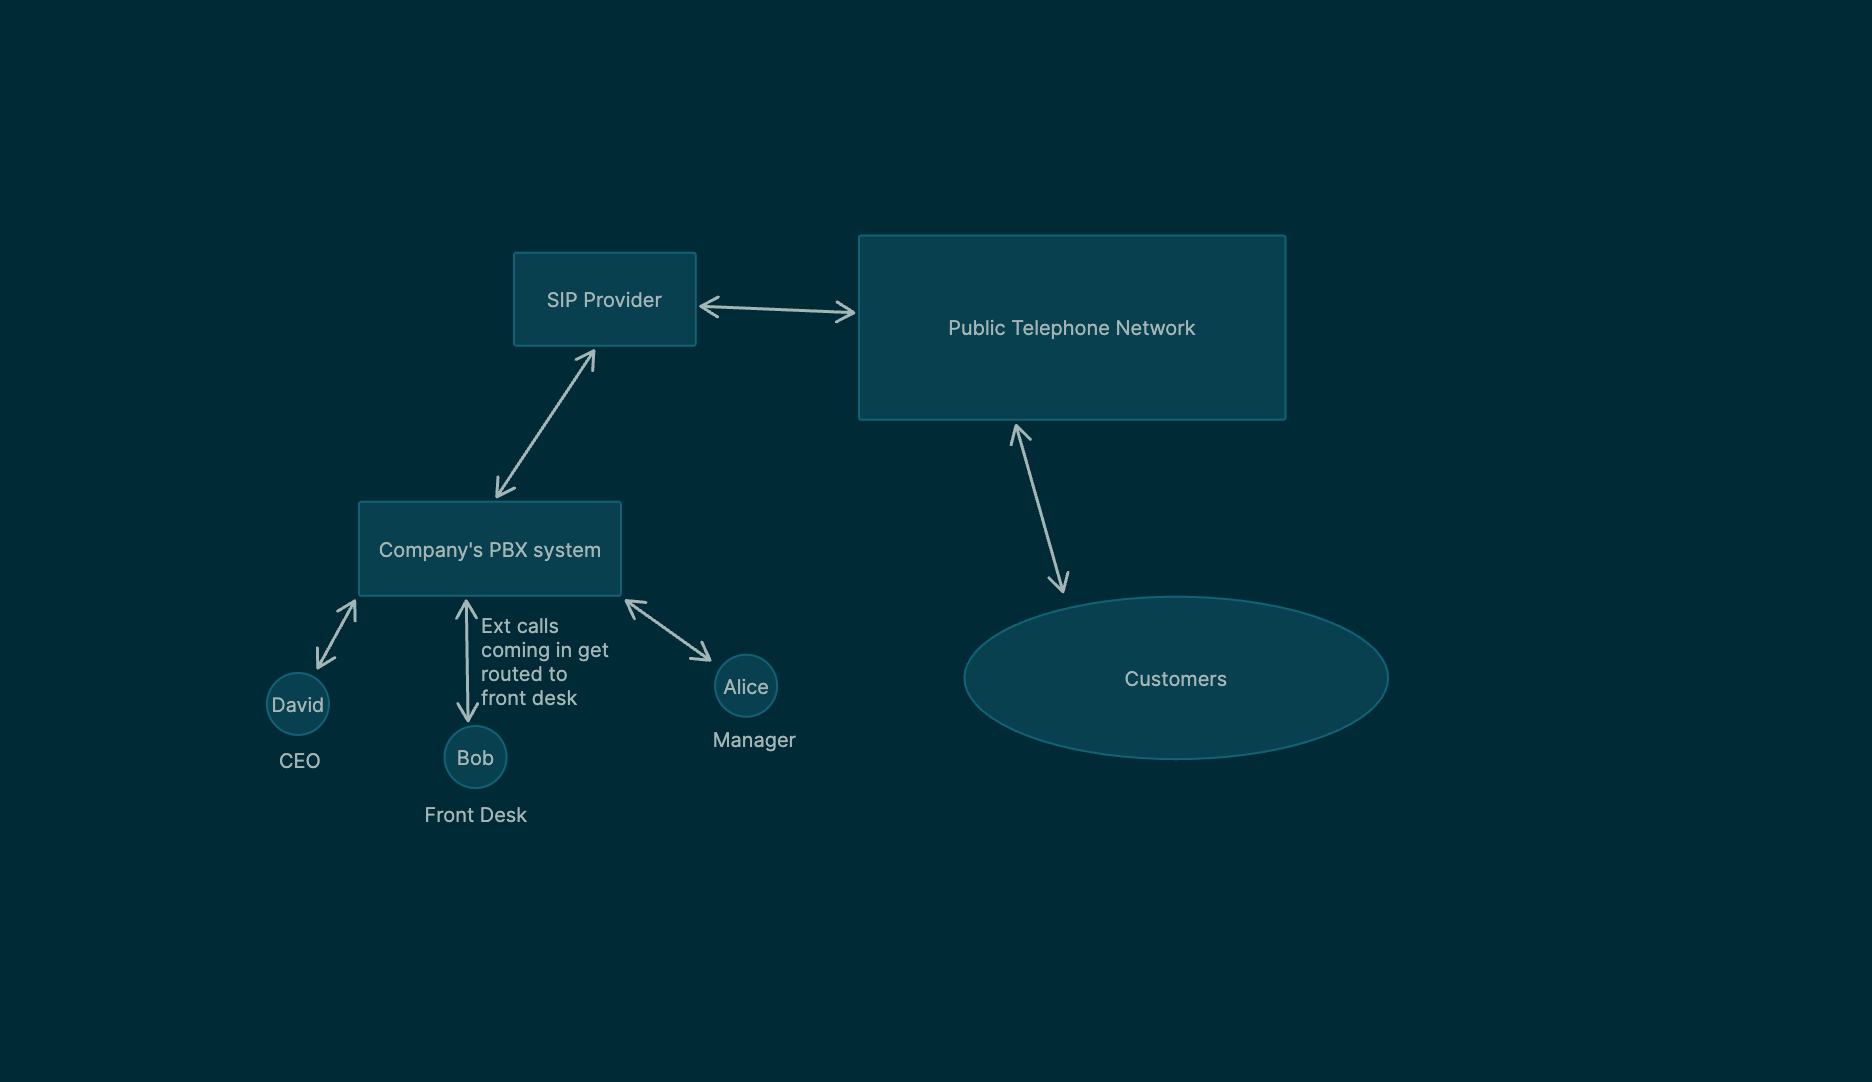 SIP Provider
Public Telephone Network
Company's PBX system
Ext calls
coming in get
routed to
front desk
David
CEO
Bob
Front Desk
Alice
Manager
Customers